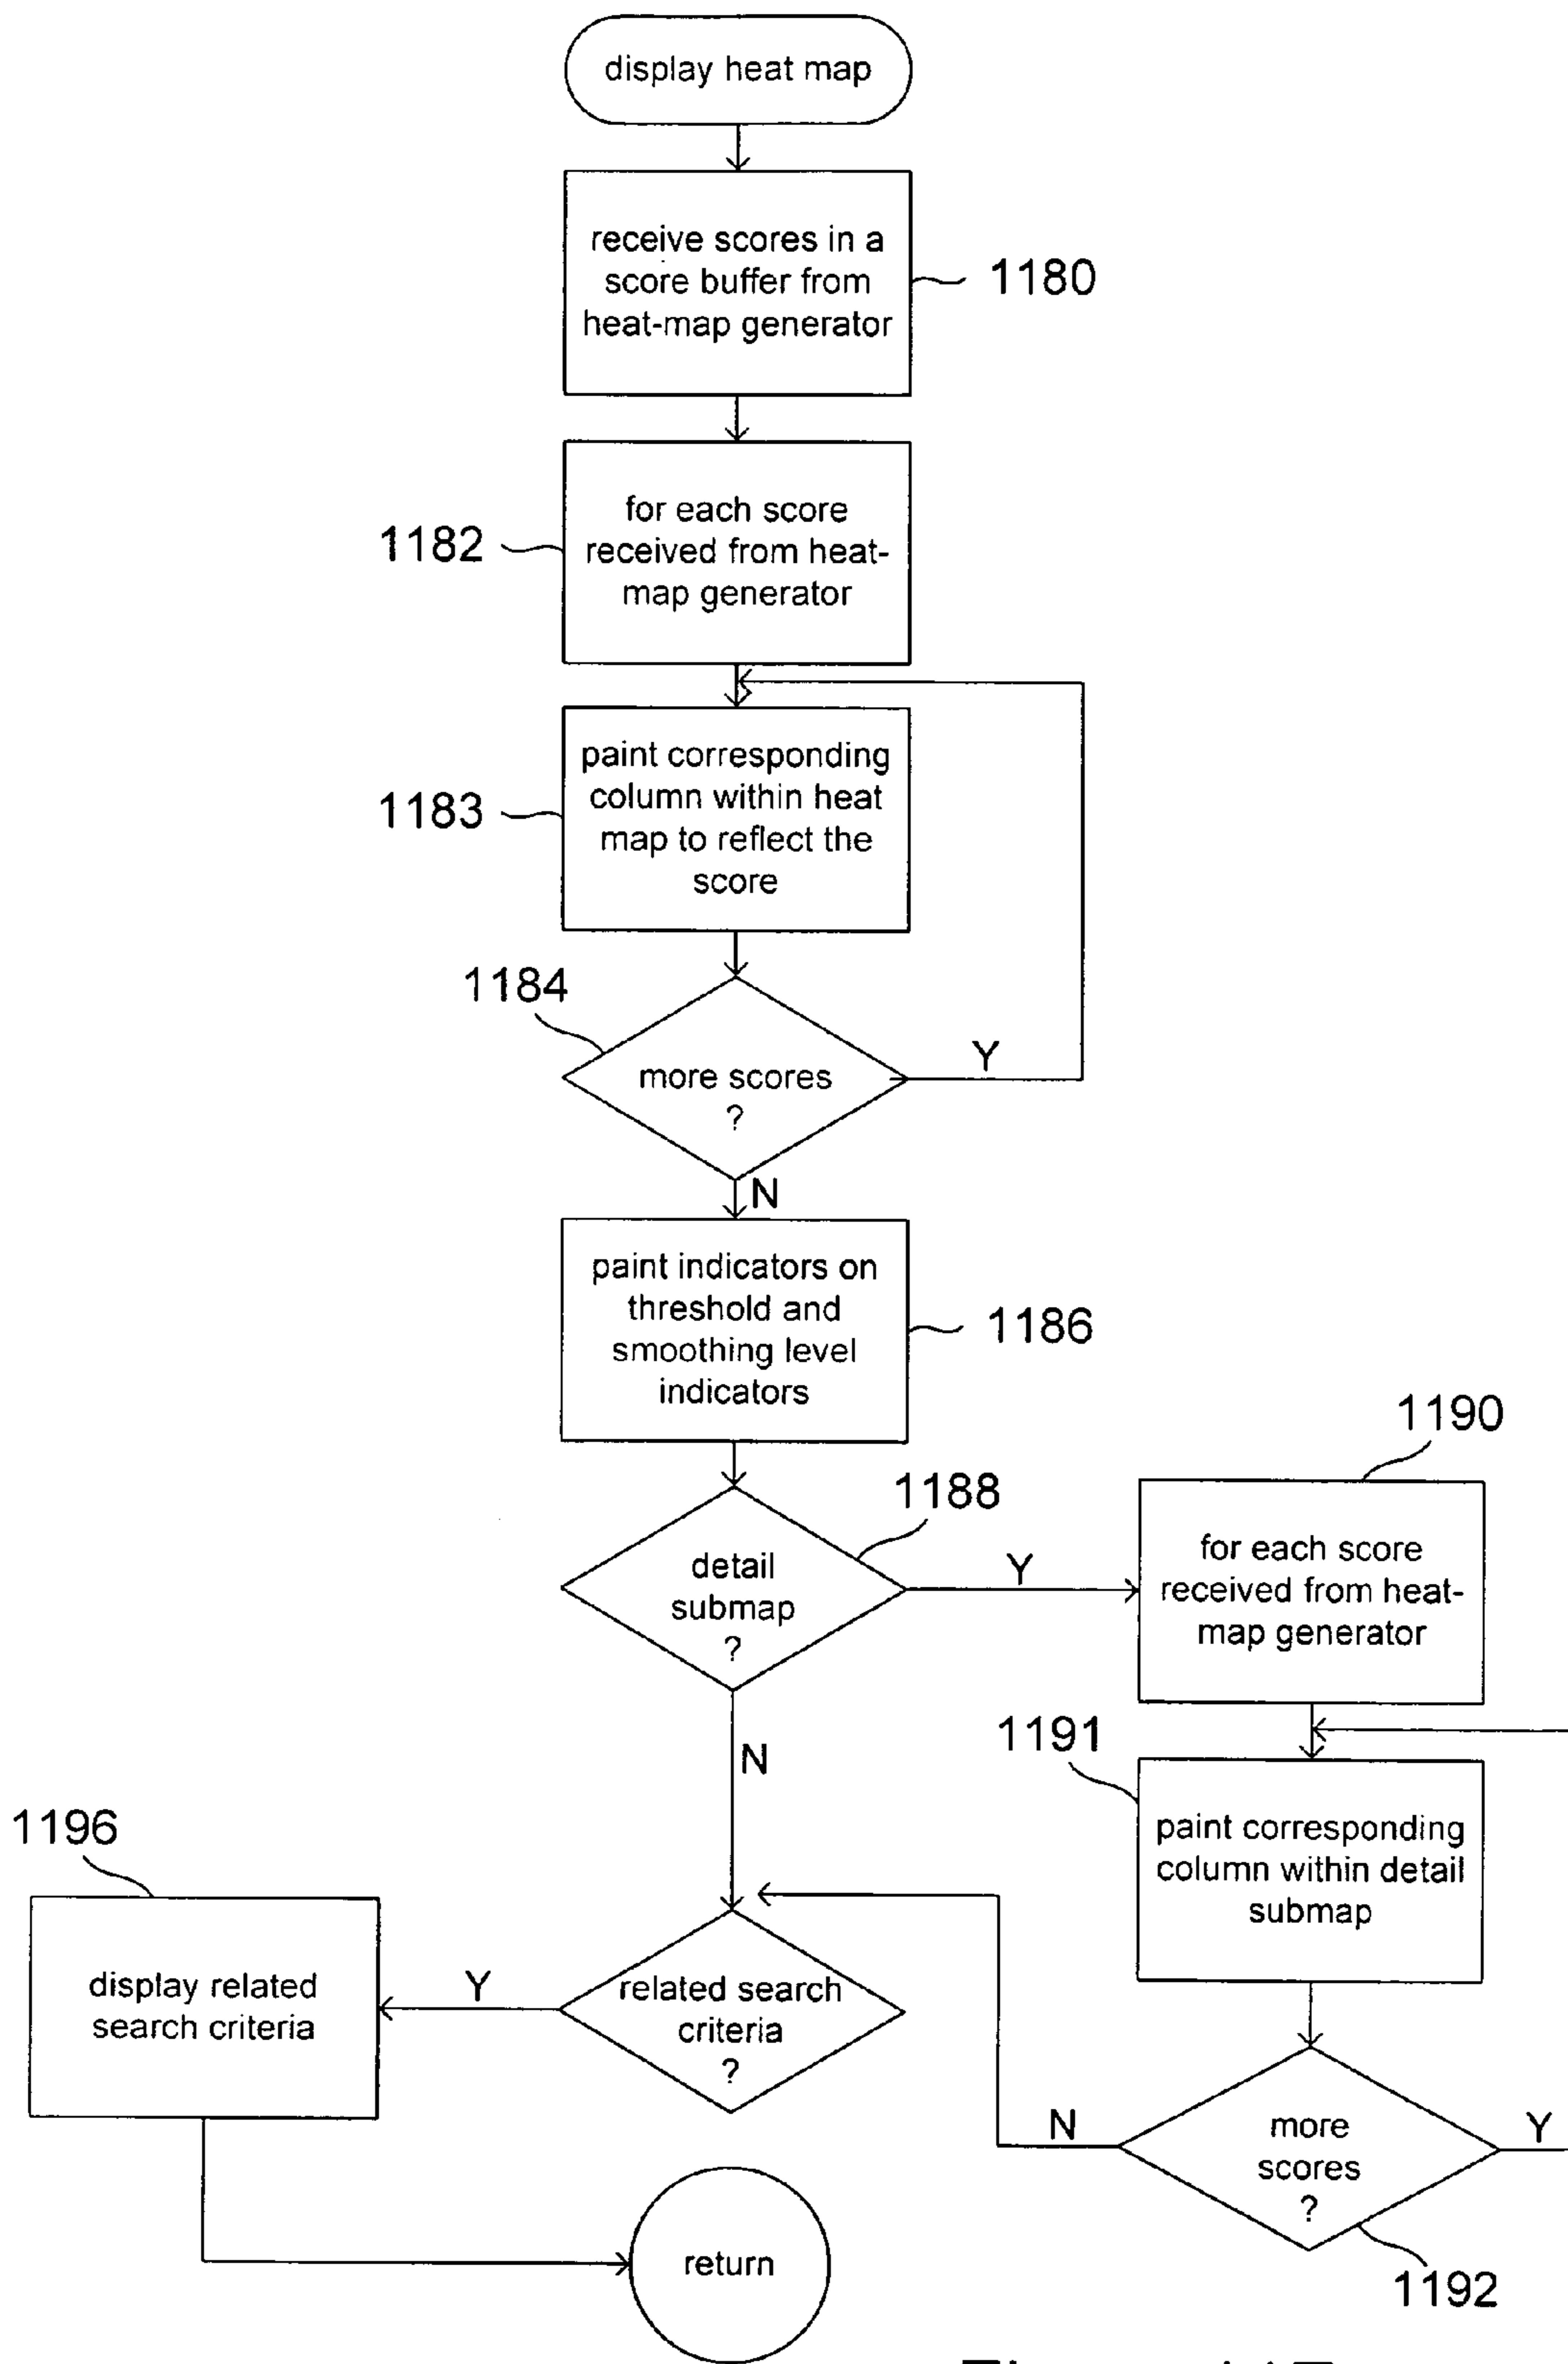 display heat map
receive scores in a
score buffer from
heat-map generator
1180
1182
for each score
received from heat-
map generator
1183
paint corresponding
column within heat
map to reflect the
score
1184
more scores
?
Y
N
paint indicators on
threshold and
smoothing level
indicators
1186
1188
detail
submap
?
Y
N
1190
for each score
received from heat-
map generator
1191
paint corresponding
column within detail
submap
1196
display related
search criteria
Y
related search
criteria
?
N
more
scores
?
Y
1192
return